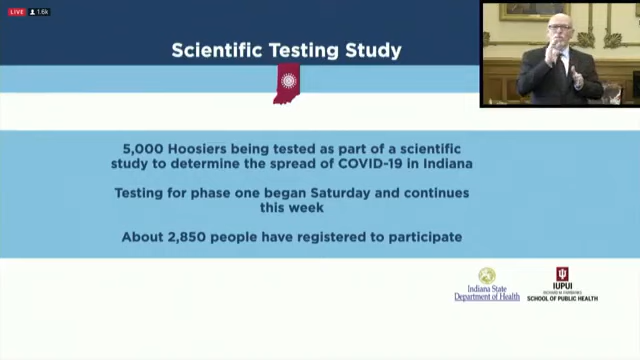 LIVE 1.6k
Scientific Testing Study
5,000 Hoosiers being tested as part of a scientific
study to determine the spread of COVID-19 in Indiana
Testing for phase one began Saturday and continues
this week
About 2,850 people have registered to participate
Indiana State
Department of Health
IUPUI
RICHARD M. FAIRBANKS
SCHOOL OF PUBLIC HEALTH